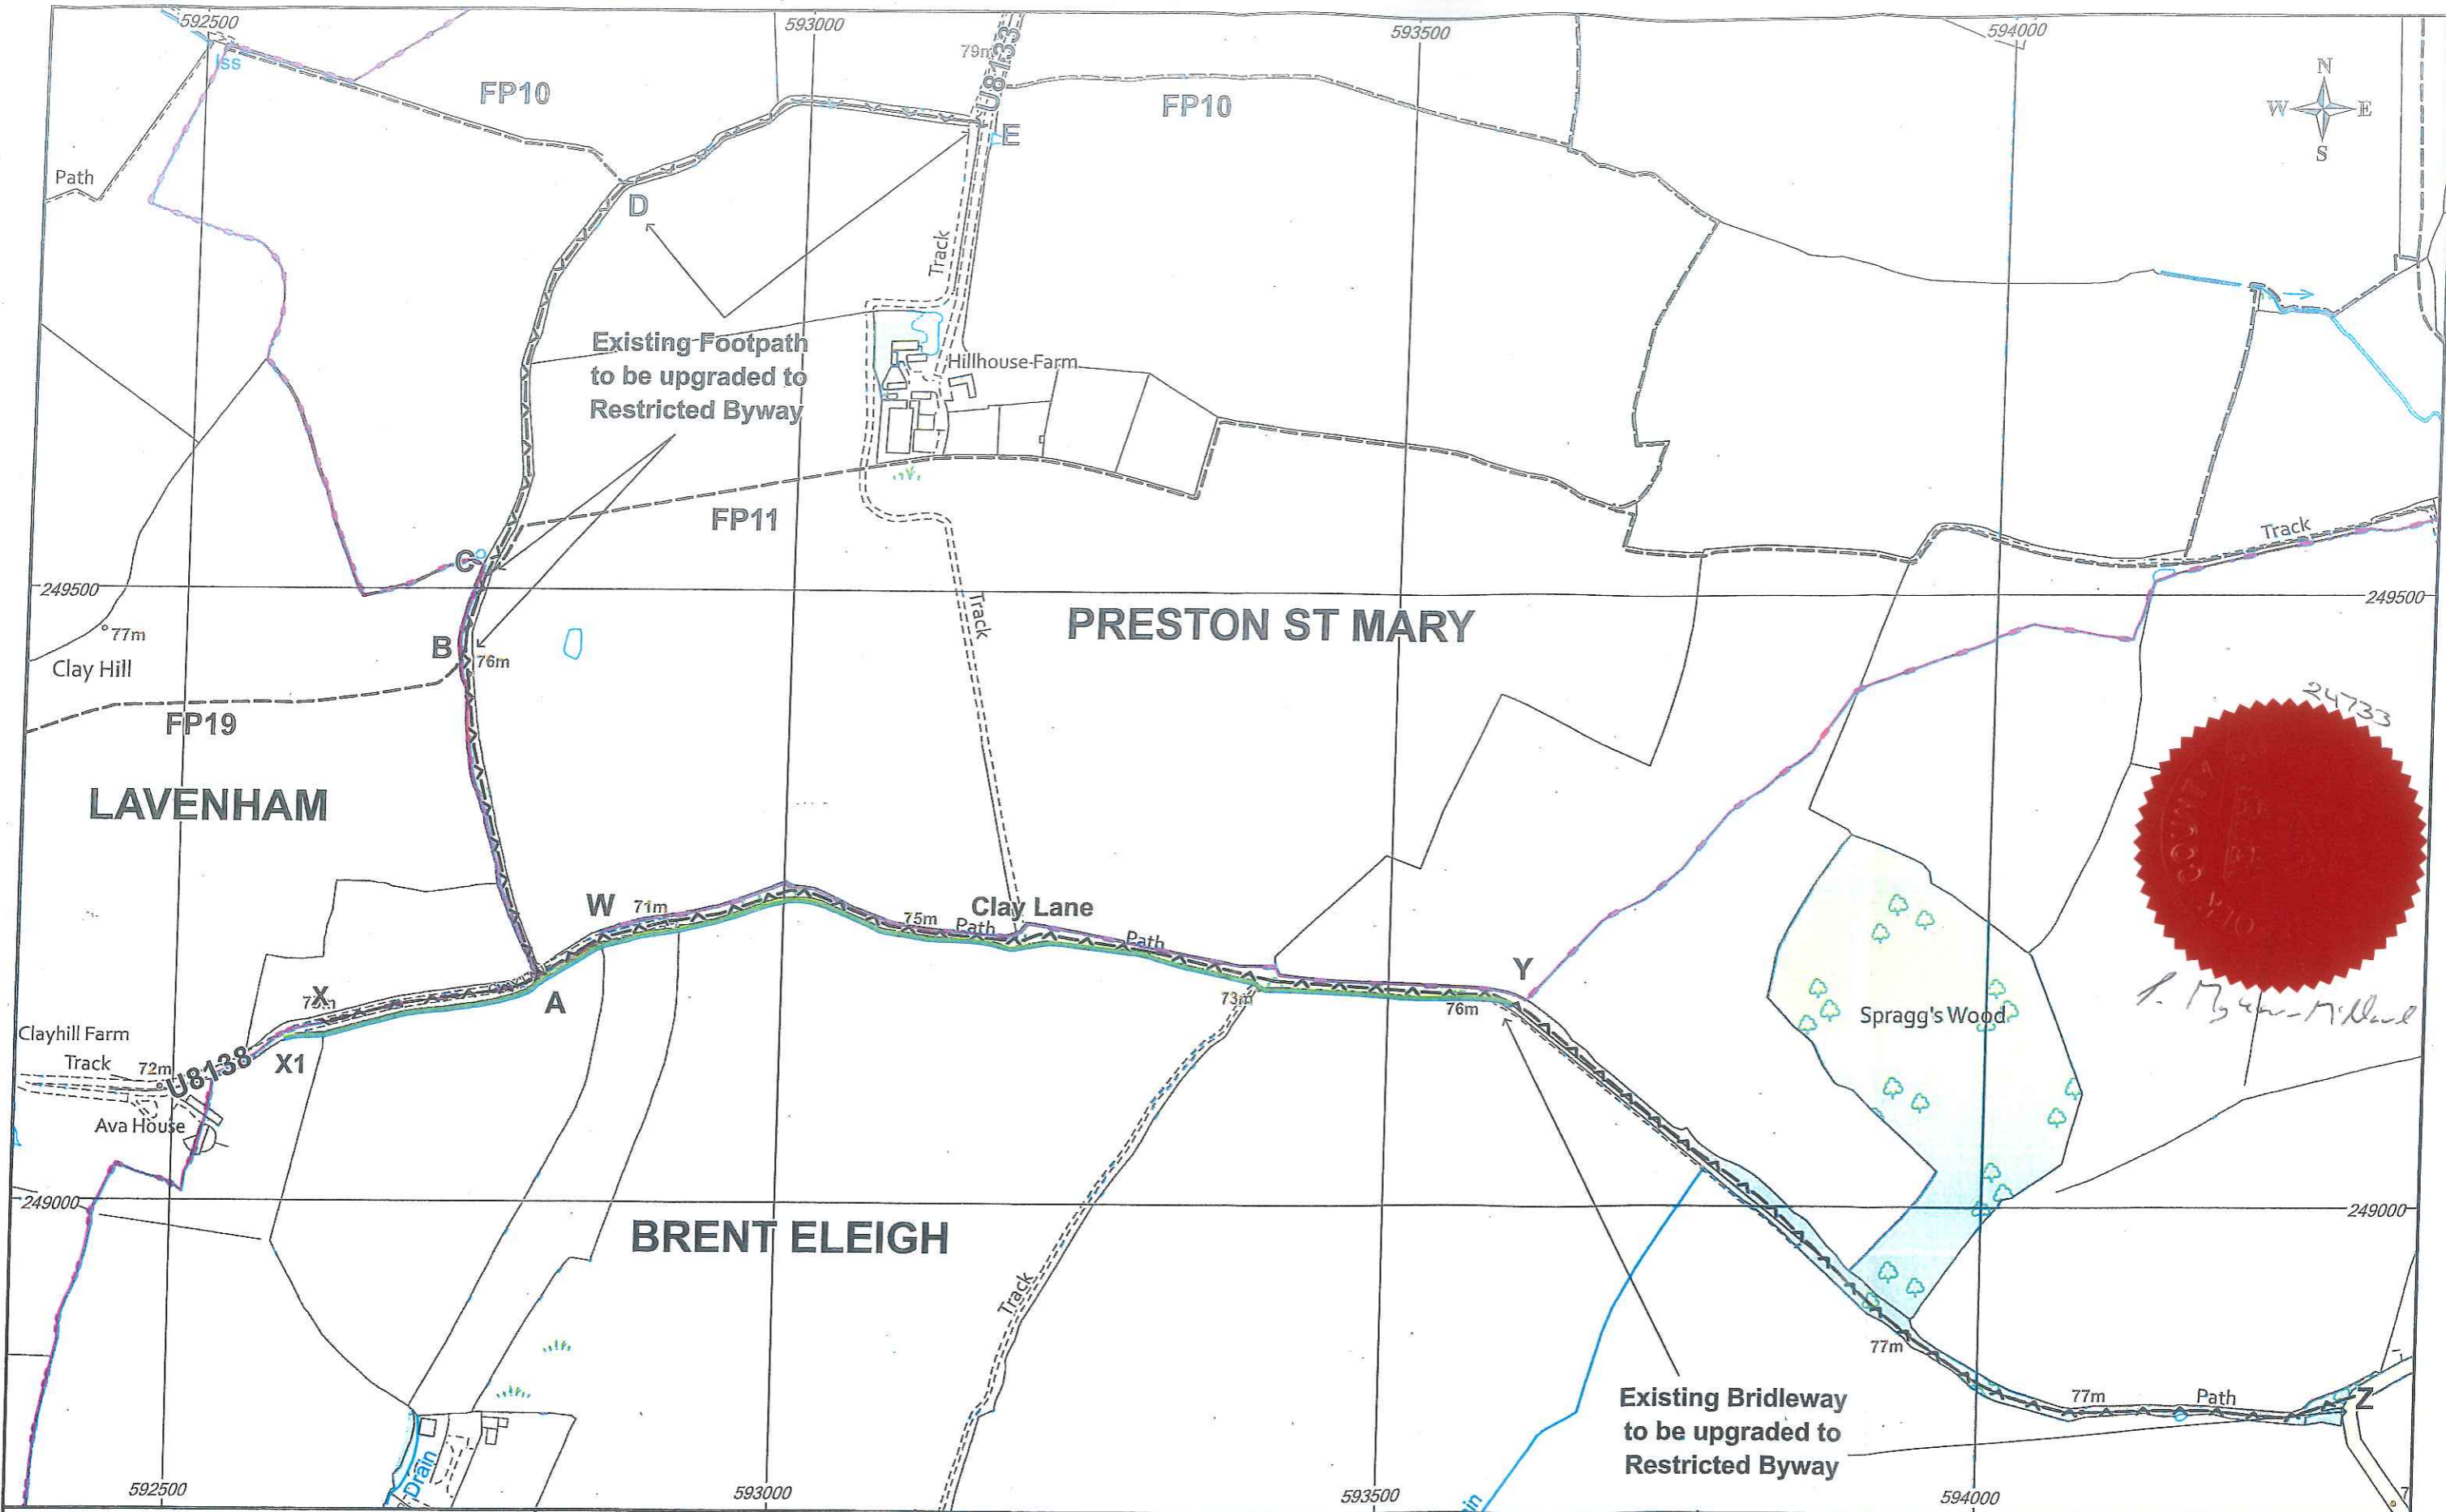 592500
593000
593500
594000
79m
U8133
Iss
FP10
FP10
N
W
E
S
E
Path
D
Track
Existing Footpath
to be upgraded to
Restricted Byway
Hillhouse Farm
FP11
C
Track
249500
249500
Track
77m
B
76m
PRESTON ST MARY
Clay Hill
FP19
24733
LAVENHAM
W
71m
75m
Path
Clay Lane
Path
Y
X
A
73m
76m
Spragg's Wood
Clayhill Farm
Track
72m
U8138
X1
Ava House
249000
249000
BRENT ELEIGH
Track
77m
Existing Bridleway
to be upgraded to
Restricted Byway
77m
Path
Z
Drain
592500
593000
593500
594000